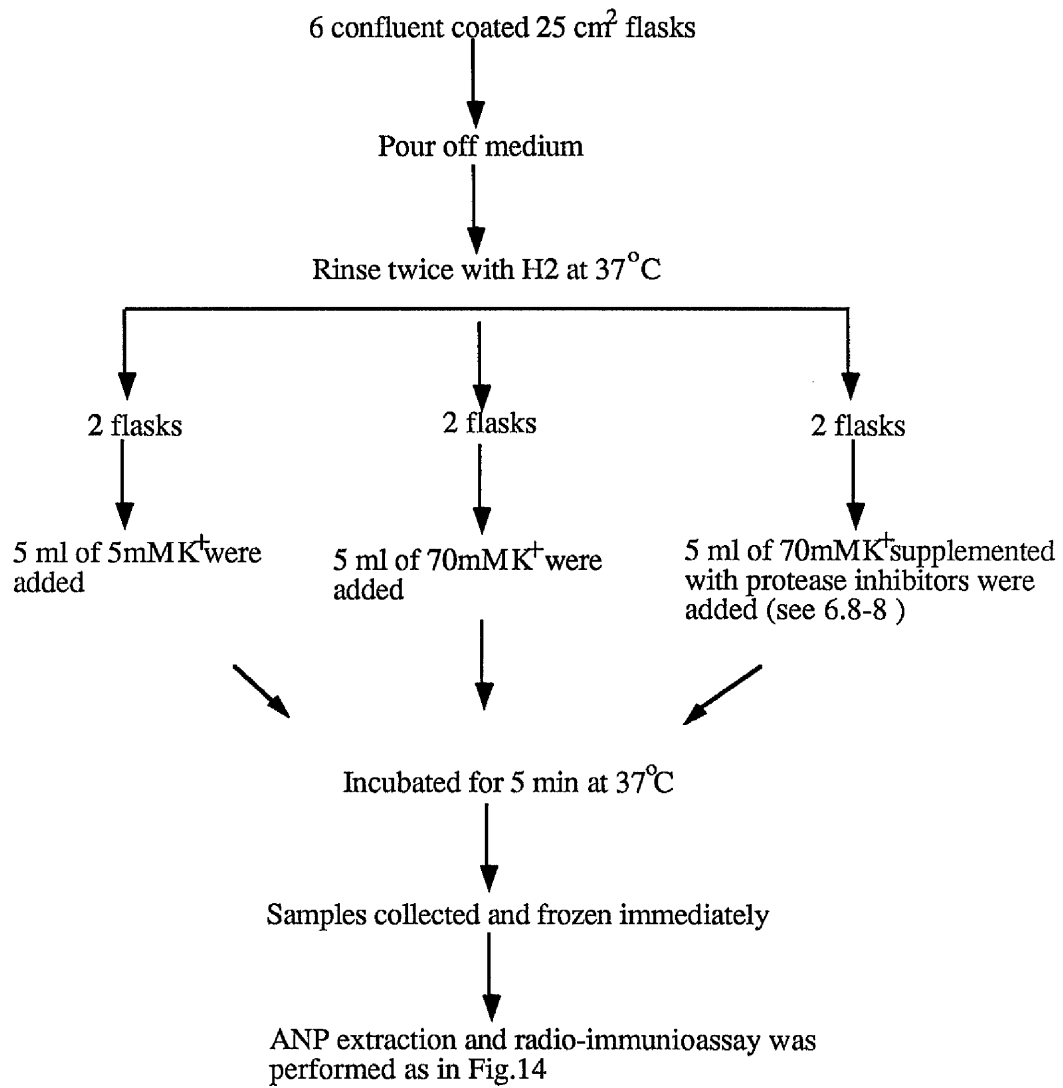 6 confluent coated 25 cm² flasks
Pour off medium
Rinse twice with H2 at 37°C
2 flasks
2 flasks
2 flasks
5 ml of 5mMK⁺were
added
5 ml of 70mMK⁺were
added
5 ml of 70mMK⁺supplemented
with protease inhibitors were
added (see 6.8-8 )
Incubated for 5 min at 37°C
Samples collected and frozen immediately
ANP extraction and radio-immunioassay was
performed as in Fig.14